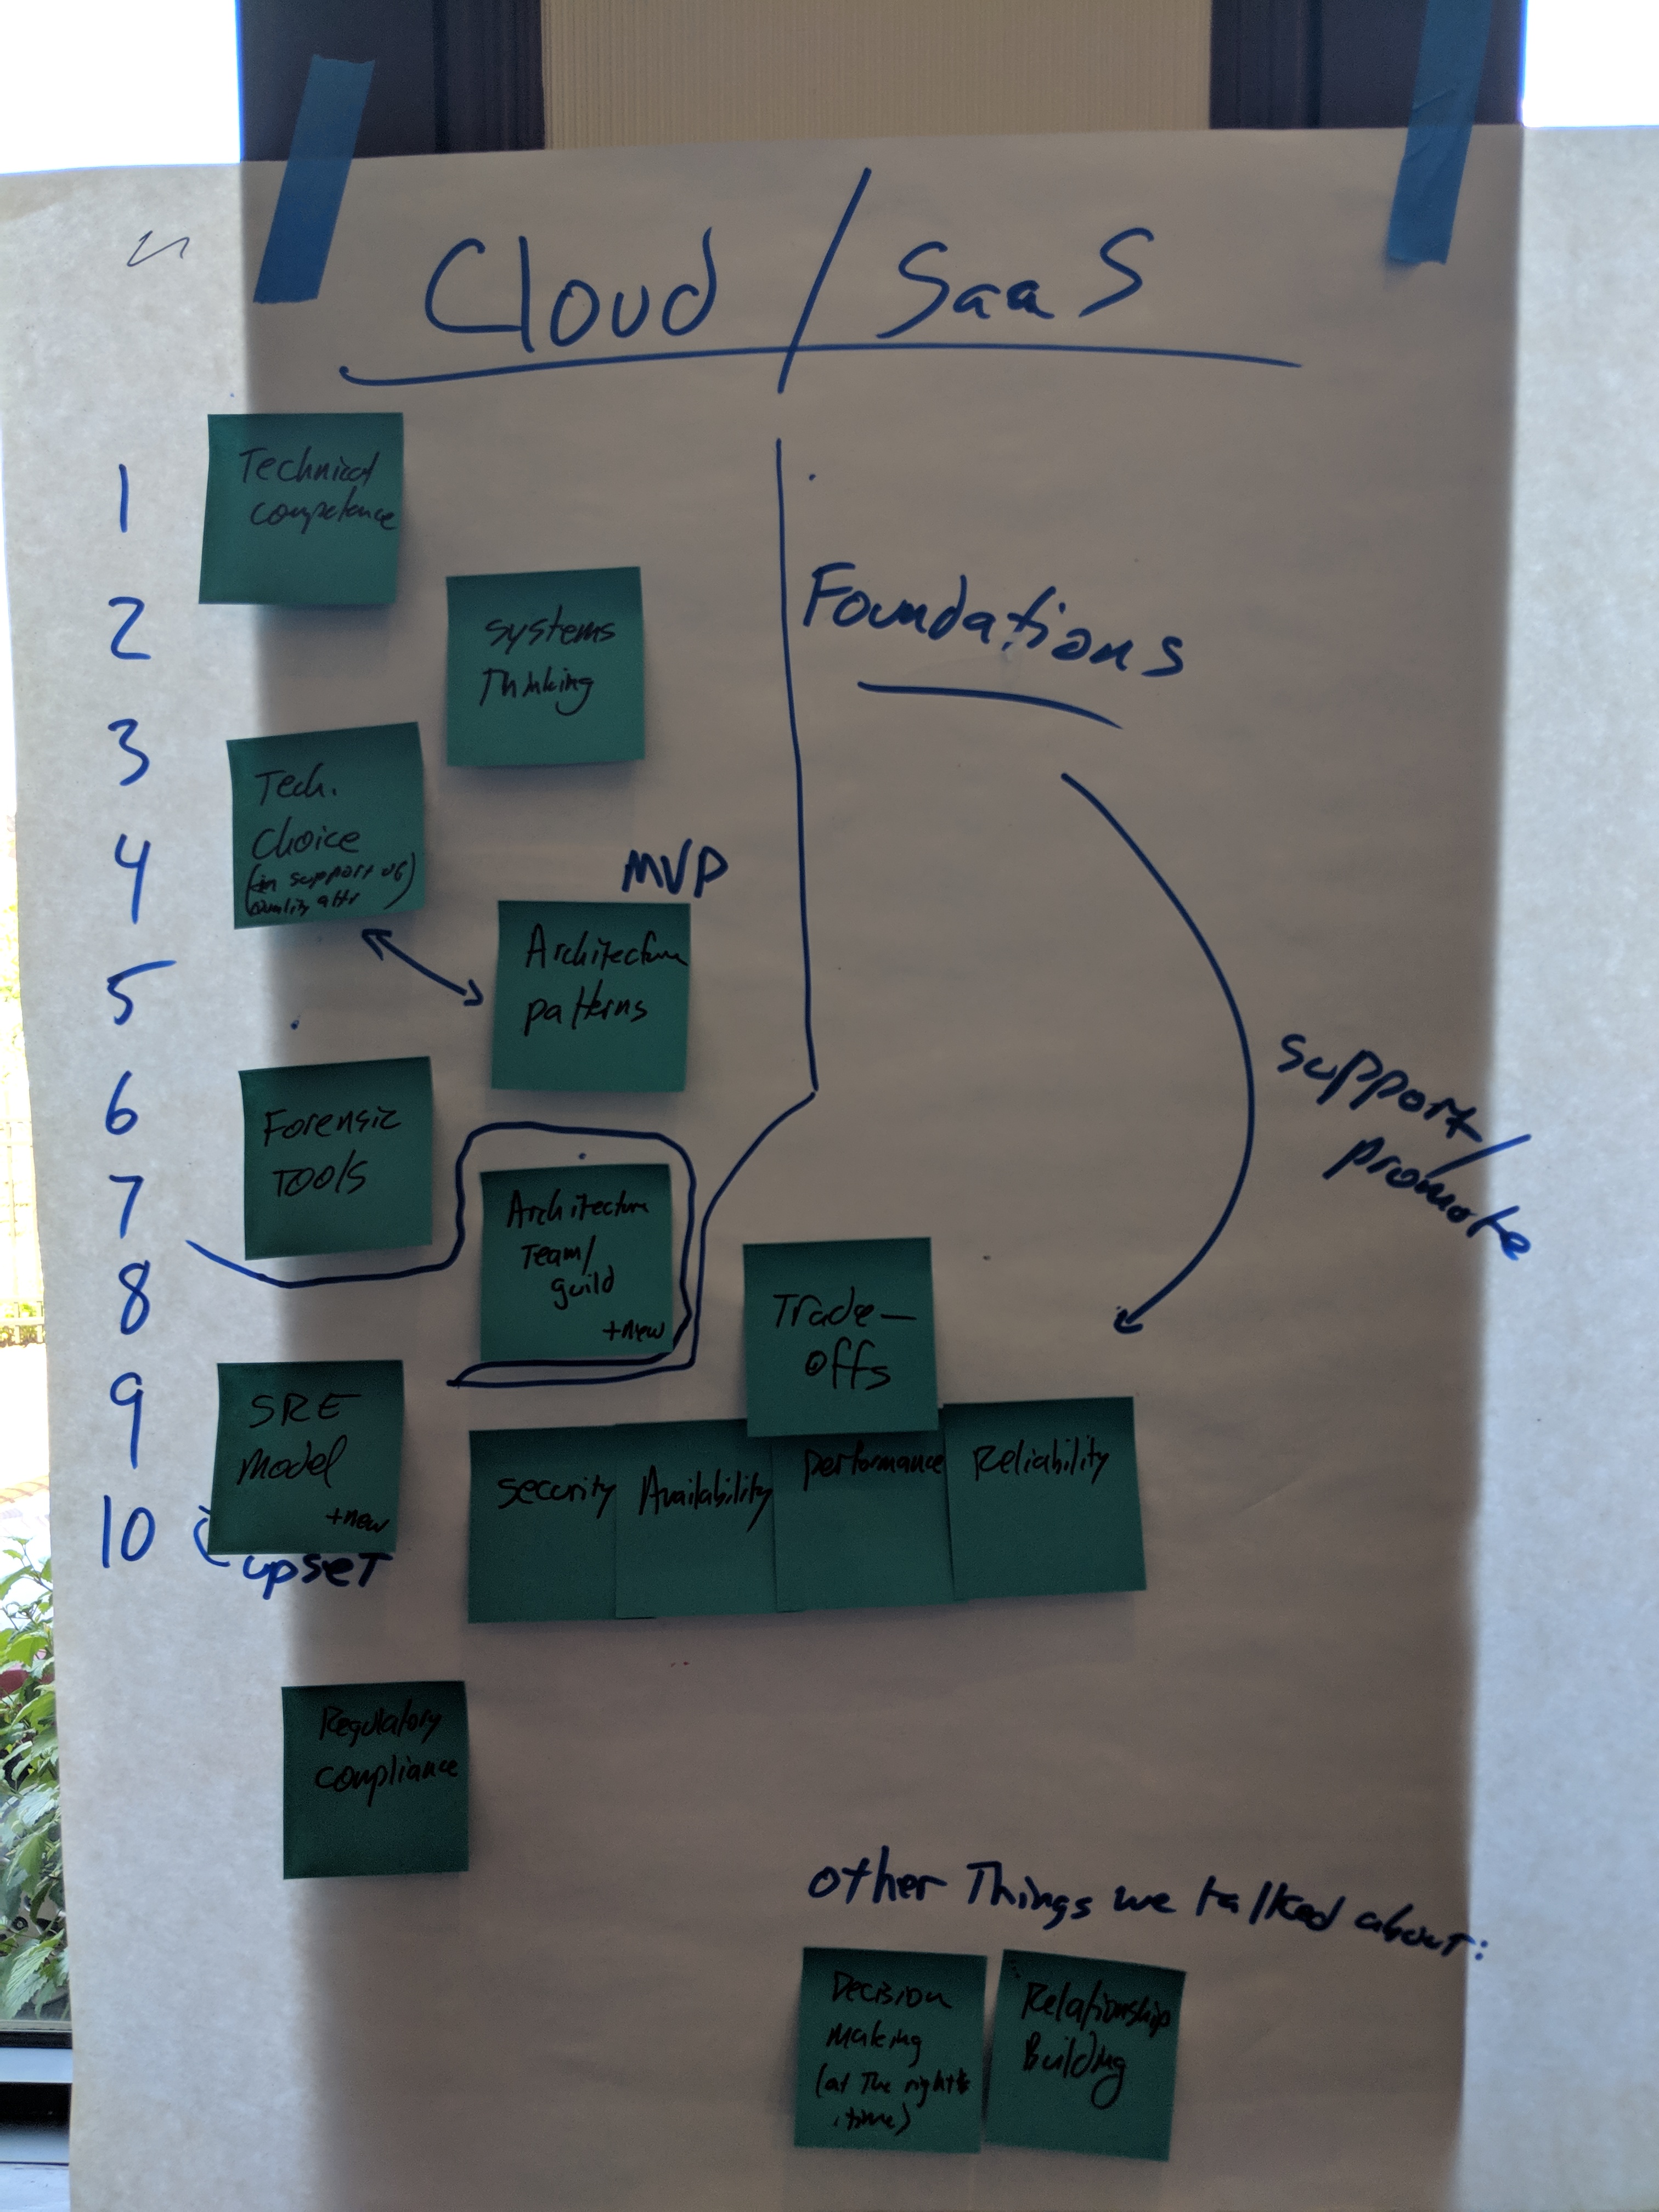 Cloud / SaaS
1
Technical
competence
2
Systems
Thinking
Foundations
3
Tech.
Choice
(in support of
Quality attr)
4
MVP
5
Architecture
patterns
6
Forensic
Tools
7
Architecture
Team/
guild
+new
8
support/
promote
Trade-
offs
9
SRE
Model
+new
security
Availability
performance
Reliability
10
upset
Regulatory
compliance
other Things we talked about:
Decision
Making
(at The right
time)
Relationship
Building